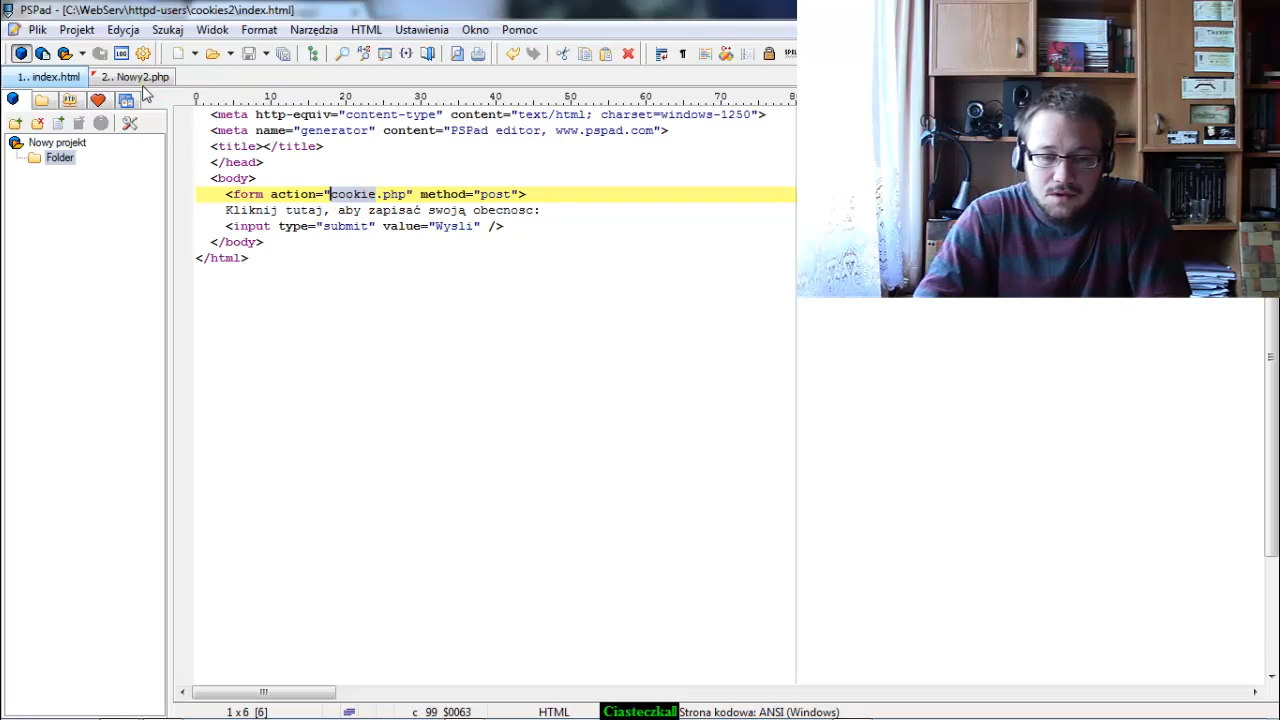 PSPad - [C:\WebServ\httpd-users\cookies2\index.html]
Plik Projekt Edycja Szukaj Widok Format Narzędzia HTML Ustawienia Okno Pomoc
1.. index.html 2.. Nowy2.php
0 10 20 30 40 50 60 70
Nowy projekt
Folder
<meta http-equiv="content-type" content="text/html; charset=windows-1250">
<meta name="generator" content="PSPad editor, www.pspad.com">
<title></title>
</head>
<body>
<form action="cookie.php" method="post">
Kliknij tutaj, aby zapisać swoją obecnosc:
<input type="submit" value="Wysli" />
</body>
</html>
1 x 6 [6] c 99 $0063 HTML Ciasteczka Strona kodowa: ANSI (Windows)